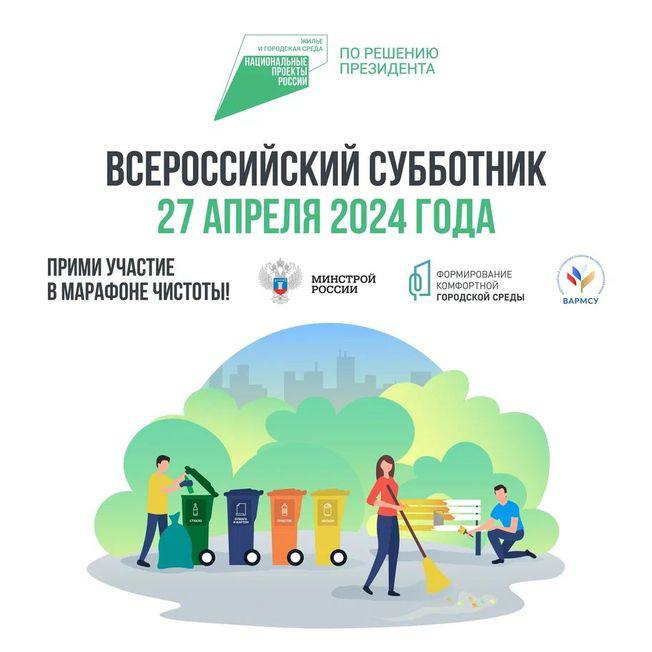 ЖИЛЬЕ
И ГОРОДСКАЯ СРЕДА
НАЦИОНАЛЬНЫЕ
ПРОЕКТЫ
РОССИИ
ПО РЕШЕНИЮ
ПРЕЗИДЕНТА
ВСЕРОССИЙСКИЙ СУББОТНИК
27 АПРЕЛЯ 2024 ГОДА
ПРИМИ УЧАСТИЕ
В МАРАФОНЕ ЧИСТОТЫ!
МИНСТРОЙ
РОССИИ
ФОРМИРОВАНИЕ
КОМФОРТНОЙ
ГОРОДСКОЙ СРЕДЫ
ВАРМСУ
СТЕКЛО
БУМАГА
И КАРТОН
ПЛАСТИК
МЕТАЛЛ